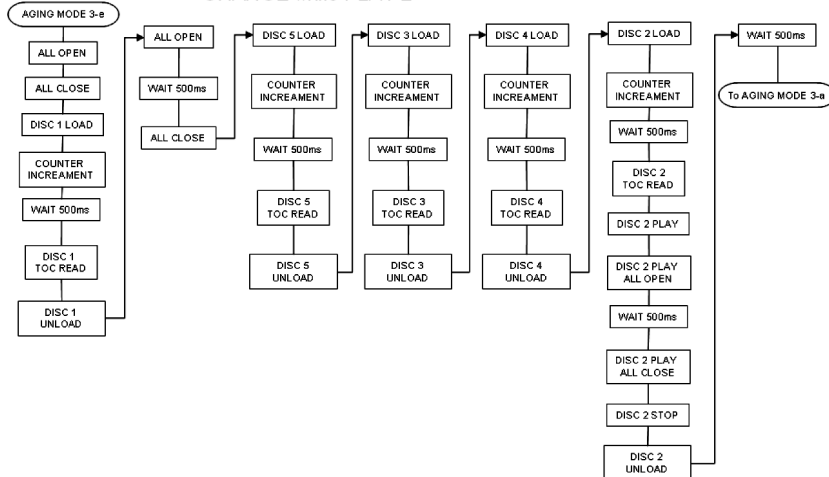 AGING MODE 3-e
ALL OPEN
ALL CLOSE
DISC 1 LOAD
COUNTER
INCREAMENT
WAIT 500ms
DISC 1
TOC READ
DISC 1
UNLOAD
ALL OPEN
WAIT 500ms
ALL CLOSE
DISC 5 LOAD
COUNTER
INCREAMENT
WAIT 500ms
DISC 5
TOC READ
DISC 5
UNLOAD
DISC 3 LOAD
COUNTER
INCREAMENT
WAIT 500ms
DISC 3
TOC READ
DISC 3
UNLOAD
DISC 4 LOAD
COUNTER
INCREAMENT
WAIT 500ms
DISC 4
TOC READ
DISC 4
UNLOAD
DISC 2 LOAD
COUNTER
INCREAMENT
WAIT 500ms
DISC 2
TOC READ
DISC 2 PLAY
DISC 2 PLAY
ALL OPEN
WAIT 500ms
DISC 2 PLAY
ALL CLOSE
DISC 2 STOP
DISC 2
UNLOAD
WAIT 500ms
To AGING MODE 3-a